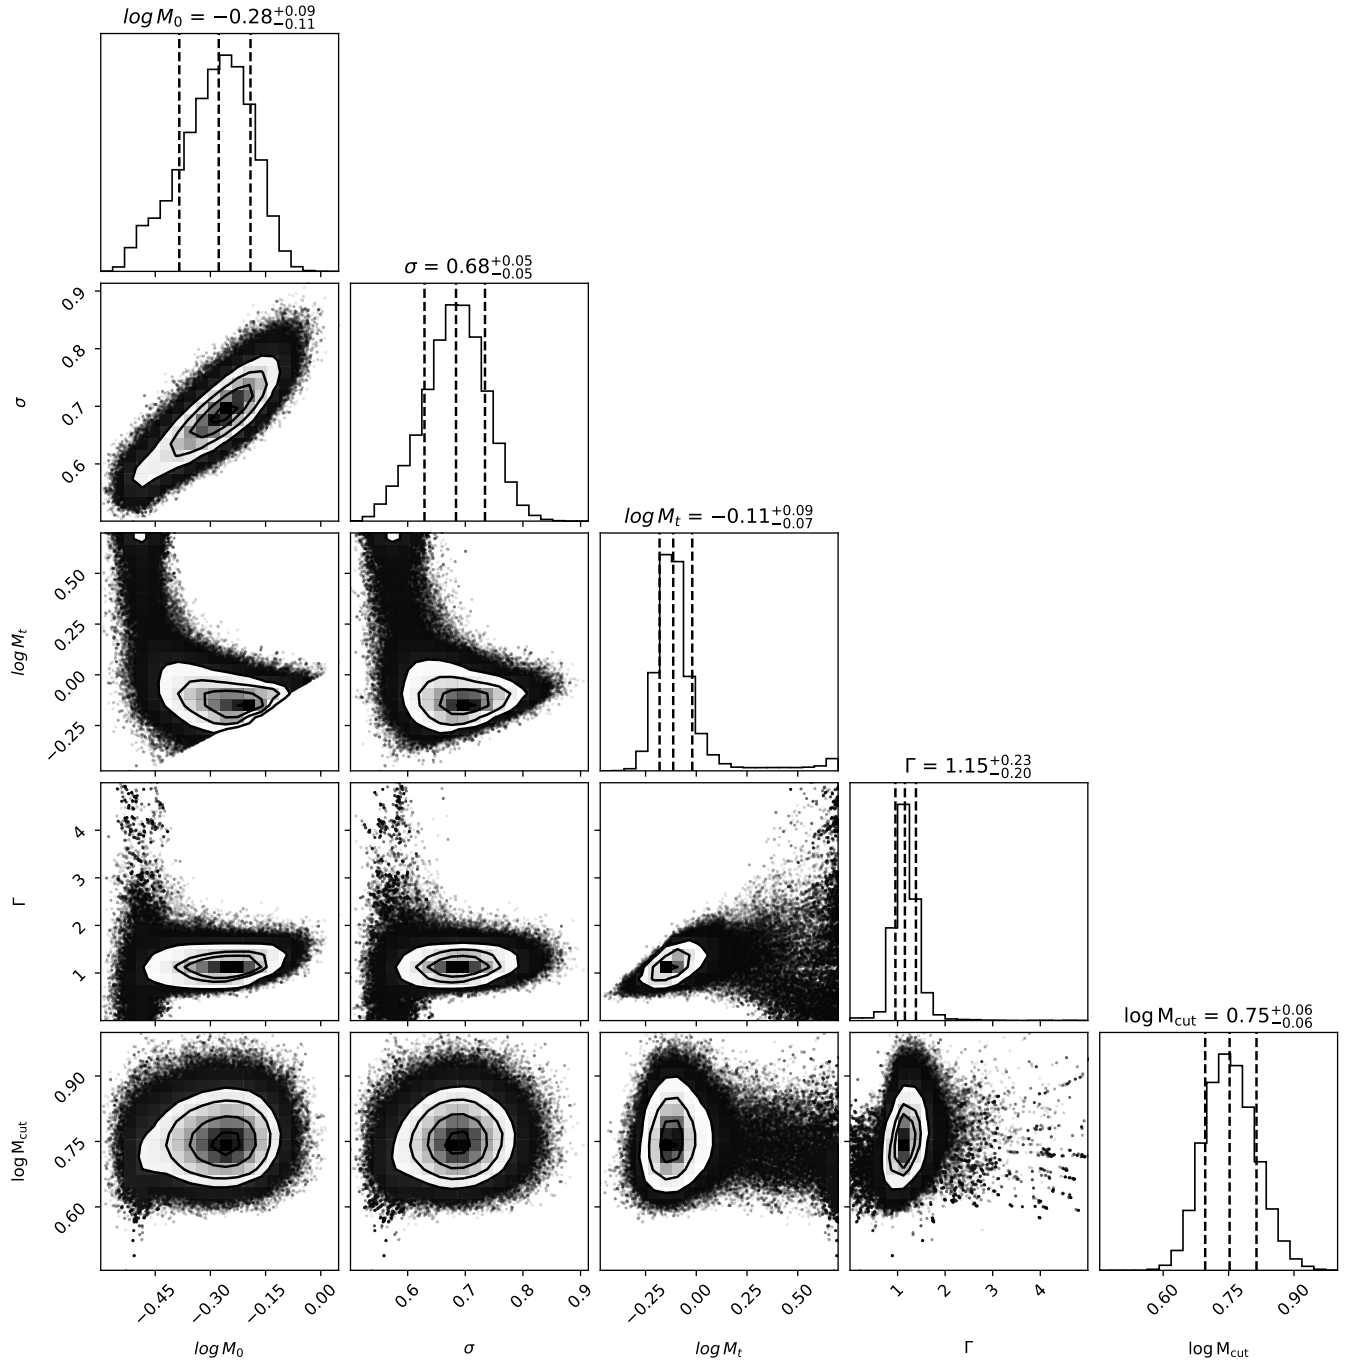 log M₀ = −0.28⁺⁰·⁰⁹₋₀.₁₁
σ = 0.68⁺⁰·⁰⁵₋₀.₀₅
0.9
0.8
0.7
0.6
σ
log Mₜ = −0.11⁺⁰·⁰⁹₋₀.₀₇
0.50
0.25
0.00
−0.25
log Mₜ
Γ = 1.15⁺⁰·²³₋₀.₂₀
4
3
2
1
Γ
log M_cut = 0.75⁺⁰·⁰⁶₋₀.₀₆
0.90
0.75
0.60
log M_cut
−0.45 −0.30 −0.15 0.00 0.6 0.7 0.8 0.9 −0.25 0.00 0.25 0.50 1 2 3 4 0.60 0.75 0.90
log M₀ σ log Mₜ Γ log M_cut